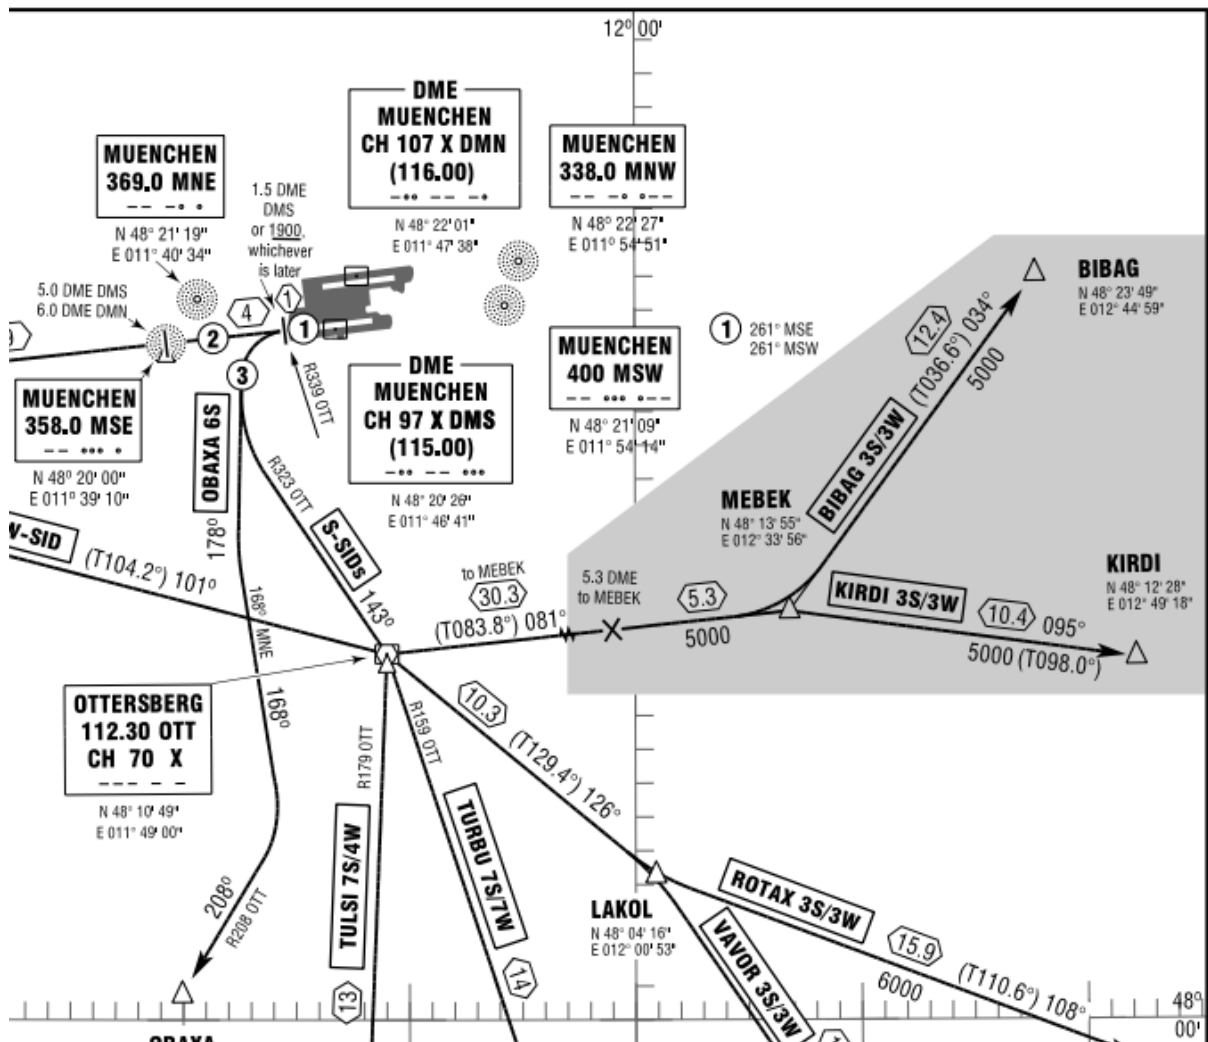 12° 00'
DME
MUENCHEN
CH 107 X DMN
(116.00)
N 48° 22' 01"
E 011° 47' 38"
MUENCHEN
338.0 MNW
N 48° 22' 27"
E 011° 54' 51"
MUENCHEN
369.0 MNE
N 48° 21' 19"
E 011° 40' 34"
1.5 DME
DMS
or 1900,
whichever
is later
5.0 DME DMS
6.0 DME DMN
4
1
2
1
3
R339 OTT
MUENCHEN
358.0 MSE
N 48° 20' 00"
E 011° 39' 10"
DME
MUENCHEN
CH 97 X DMS
(115.00)
N 48° 20' 26"
E 011° 46' 41"
MUENCHEN
400 MSW
N 48° 21' 09"
E 011° 54' 14"
1
261° MSE
261° MSW
BIBAG
N 48° 23' 49"
E 012° 44' 59"
12.4
(T036.6°) 034°
5000
BIBAG 3S/3W
MEBEK
N 48° 13' 55"
E 012° 33' 56"
KIRDI
N 48° 12' 28"
E 012° 49' 18"
KIRDI 3S/3W
10.4 095°
5000 (T098.0°)
OBAXA 6S
178°
R323 OTT
S-SIDs
143°
W-SID
(T104.2°) 101°
to MEBEK
30.3
(T083.8°) 081°
5.3 DME
to MEBEK
5.3
5000
168° MNE
168°
OTTERSBERG
112.30 OTT
CH 70 X
N 48° 10' 49"
E 011° 49' 00"
208°
R208 OTT
R179 OTT
TULSI 7S/4W
13
R159 OTT
TURBU 7S/7W
14
10.3
(T129.4°) 126°
LAKOL
N 48° 04' 16"
E 012° 00' 53"
ROTAX 3S/3W
15.9
(T110.6°) 108°
6000
VAVOR 3S/3W
48°
00'
OBAXA